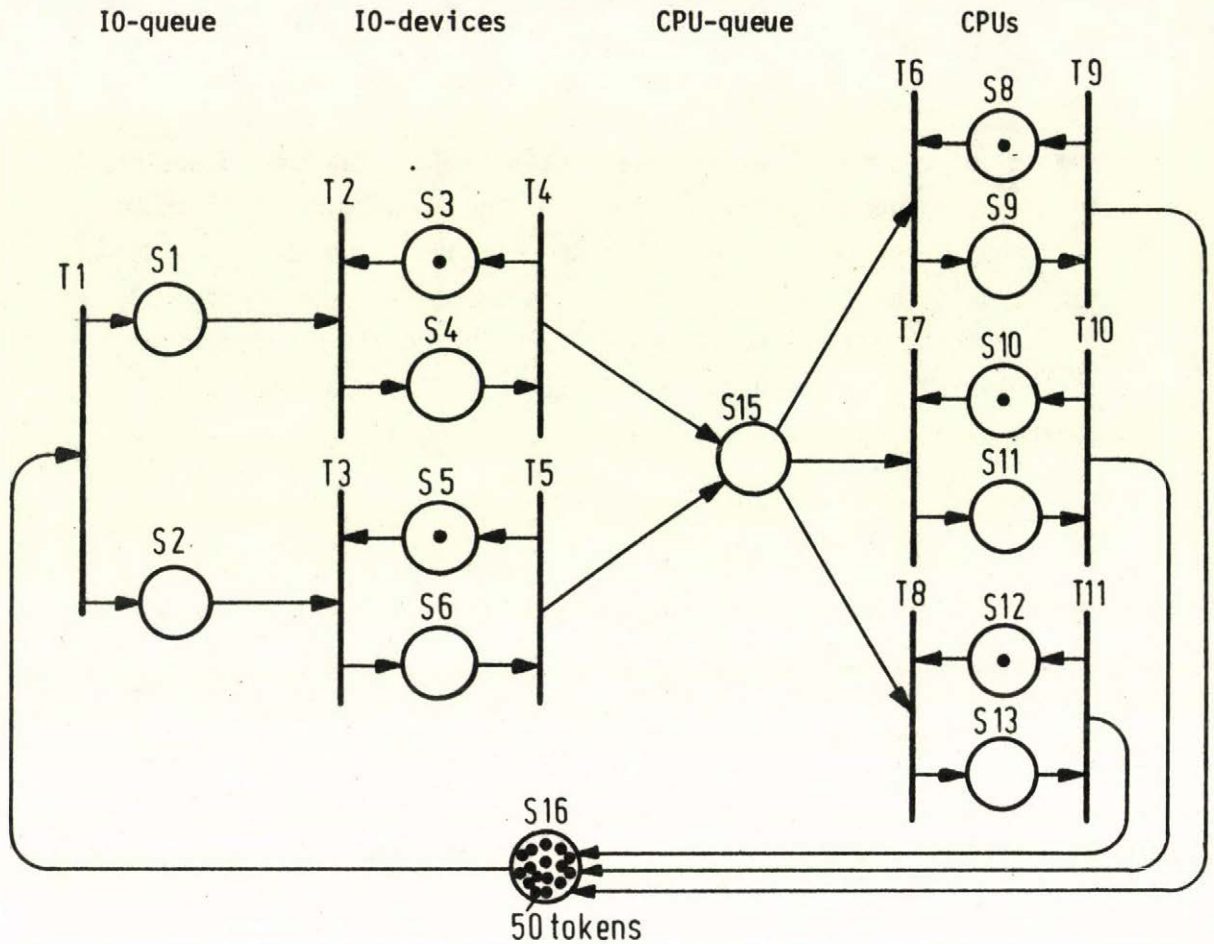 IO-queue IO-devices CPU-queue CPUs
T6 S8 T9
S9
T2 S3 T4
T1 S1
S4
T7 S10 T10
S15
S11
T3 S5 T5
S2
S6
T8 S12 T11
S13
S16
50 tokens